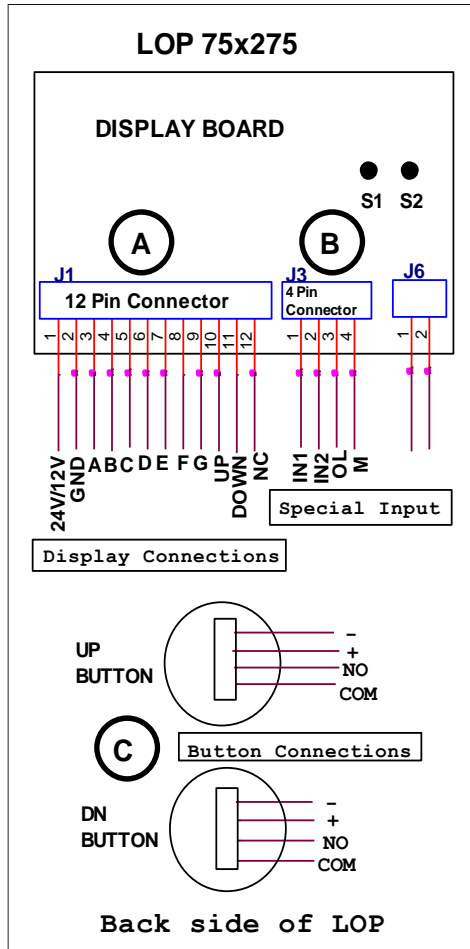 LOP 75x275
DISPLAY BOARD
S1 S2
A
B
J1
J3
J6
12 Pin Connector
4 Pin
Connector
1 2 3 4 5 6 7 8 9 10 11 12
1 2 3 4
1 2
24V/12V GND A B C D E F G UP DOWN NC
IN1 IN2 OL M
Special Input
Display Connections
UP
BUTTON
-
+
NO
COM
C
Button Connections
DN
BUTTON
-
+
NO
COM
Back side of LOP